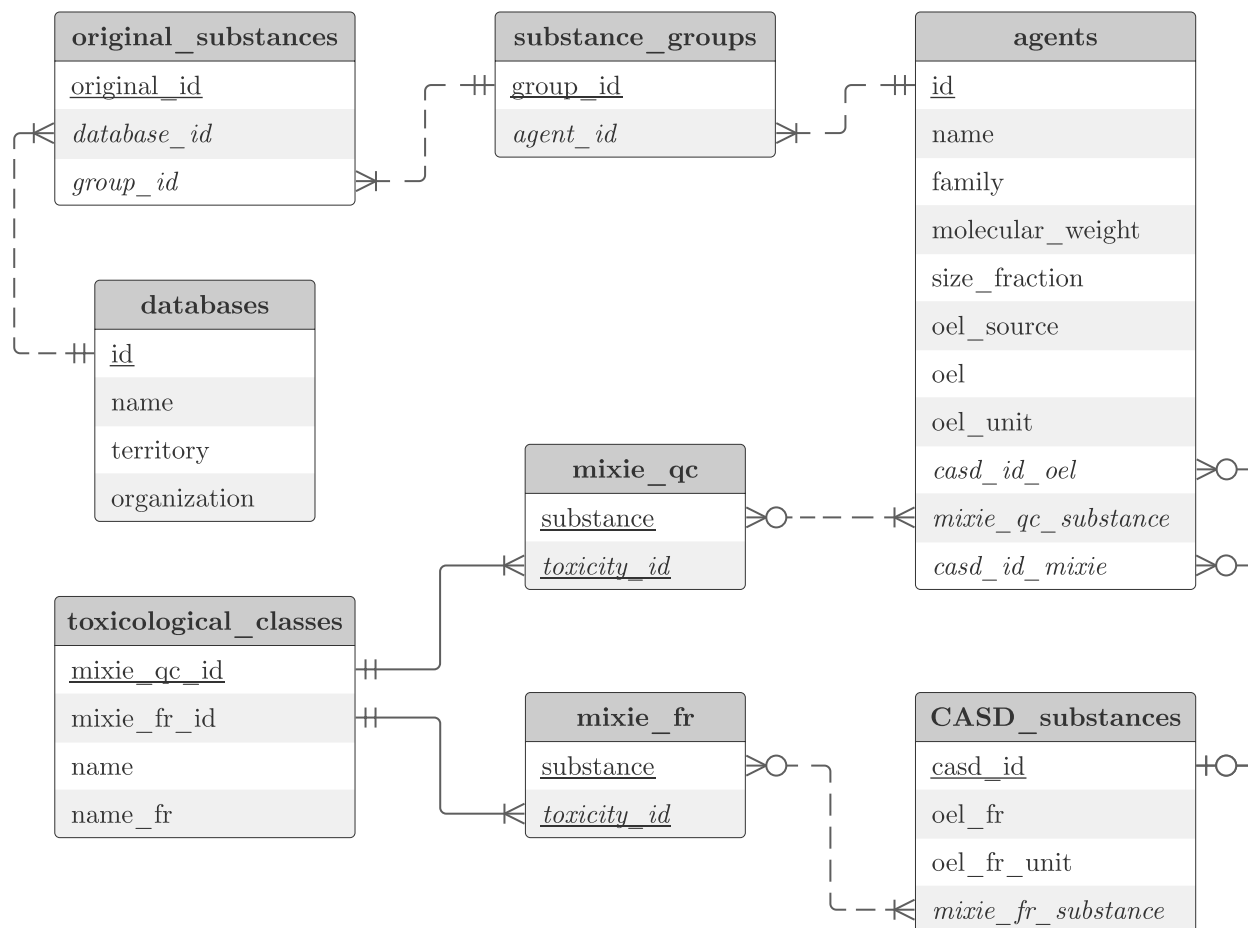 original_substances
original_id
database_id
group_id
substance_groups
group_id
agent_id
agents
id
name
family
molecular_weight
size_fraction
oel_source
oel
oel_unit
casd_id_oel
mixie_qc_substance
casd_id_mixie
databases
id
name
territory
organization
mixie_qc
substance
toxicity_id
toxicological_classes
mixie_qc_id
mixie_fr_id
name
name_fr
mixie_fr
substance
toxicity_id
CASD_substances
casd_id
oel_fr
oel_fr_unit
mixie_fr_substance